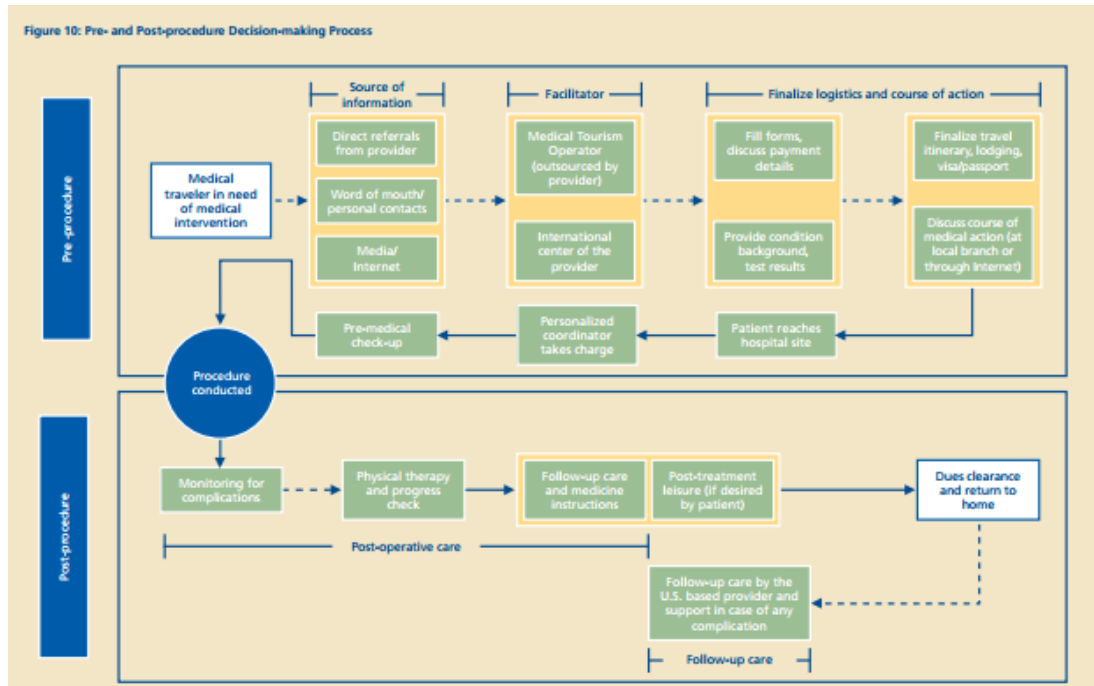 Figure 10: Pre- and Post-procedure Decision-making Process
Source of
information
Facilitator
Finalize logistics and course of action
Pre-procedure
Medical
traveler in need
of medical
intervention
Direct referrals
from provider
Word of mouth/
personal contacts
Media/
Internet
Medical Tourism
Operator
(outsourced by
provider)
International
center of the
provider
Fill forms,
discuss payment
details
Provide condition
background,
test results
Finalize travel
itinerary, lodging,
visa/passport
Discuss course of
medical action (at
local branch or
through Internet)
Patient reaches
hospital site
Personalized
coordinator
takes charge
Pre-medical
check-up
Procedure
conducted
Post-procedure
Monitoring for
complications
Physical therapy
and progress
check
Follow-up care
and medicine
instructions
Post-treatment
leisure (if desired
by patient)
Dues clearance
and return to
home
Post-operative care
Follow-up care by the
U.S. based provider and
support in case of any
complication
Follow-up care